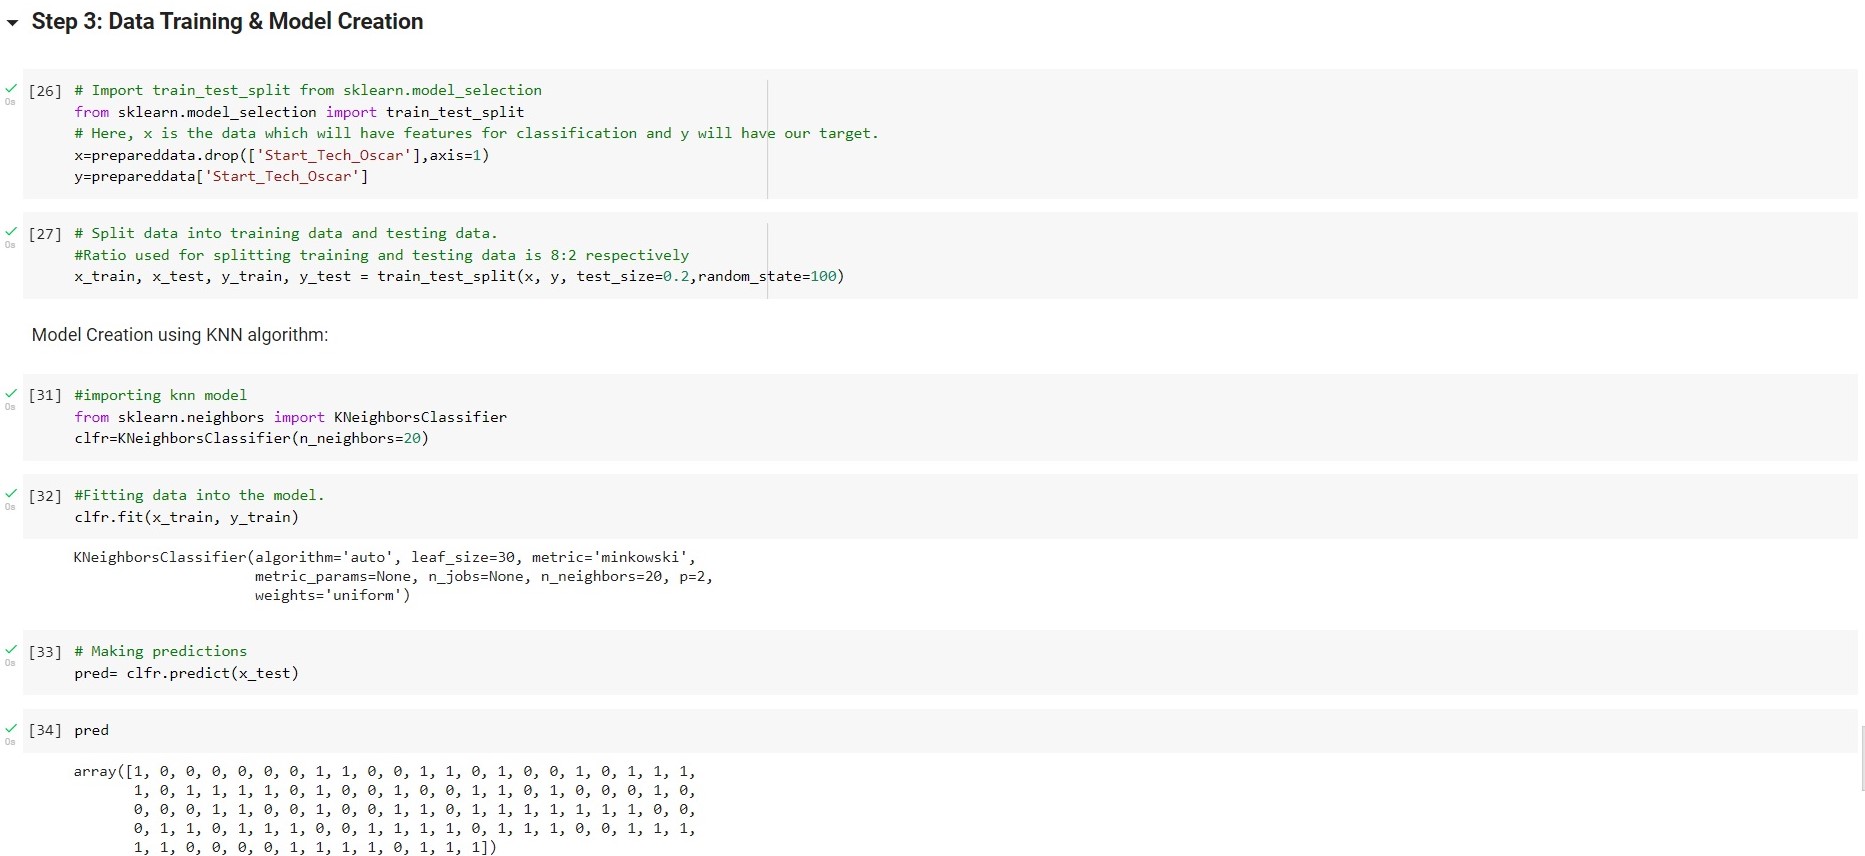 Step 3: Data Training & Model Creation
[26] # Import train_test_split from sklearn.model_selection
from sklearn.model_selection import train_test_split
# Here, x is the data which will have features for classification and y will have our target.
x=prepareddata.drop(['Start_Tech_Oscar'],axis=1)
y=prepareddata['Start_Tech_Oscar']
0s
[27] # Split data into training data and testing data.
#Ratio used for splitting training and testing data is 8:2 respectively
x_train, x_test, y_train, y_test = train_test_split(x, y, test_size=0.2,random_state=100)
0s
Model Creation using KNN algorithm:
[31] #importing knn model
from sklearn.neighbors import KNeighborsClassifier
clfr=KNeighborsClassifier(n_neighbors=20)
0s
[32] #Fitting data into the model.
clfr.fit(x_train, y_train)
0s
KNeighborsClassifier(algorithm='auto', leaf_size=30, metric='minkowski',
metric_params=None, n_jobs=None, n_neighbors=20, p=2,
weights='uniform')
[33] # Making predictions
pred= clfr.predict(x_test)
0s
[34] pred
0s
array([1, 0, 0, 0, 0, 0, 0, 1, 1, 0, 0, 1, 1, 0, 1, 0, 0, 1, 0, 1, 1, 1,
1, 0, 1, 1, 1, 1, 0, 1, 0, 0, 1, 0, 0, 1, 1, 0, 1, 0, 0, 0, 1, 0,
0, 0, 0, 1, 1, 0, 0, 1, 0, 0, 1, 1, 0, 1, 1, 1, 1, 1, 1, 1, 0, 0,
0, 1, 1, 0, 1, 1, 1, 0, 0, 1, 1, 1, 1, 0, 1, 1, 1, 0, 0, 1, 1, 1,
1, 1, 0, 0, 0, 0, 1, 1, 1, 1, 0, 1, 1, 1])